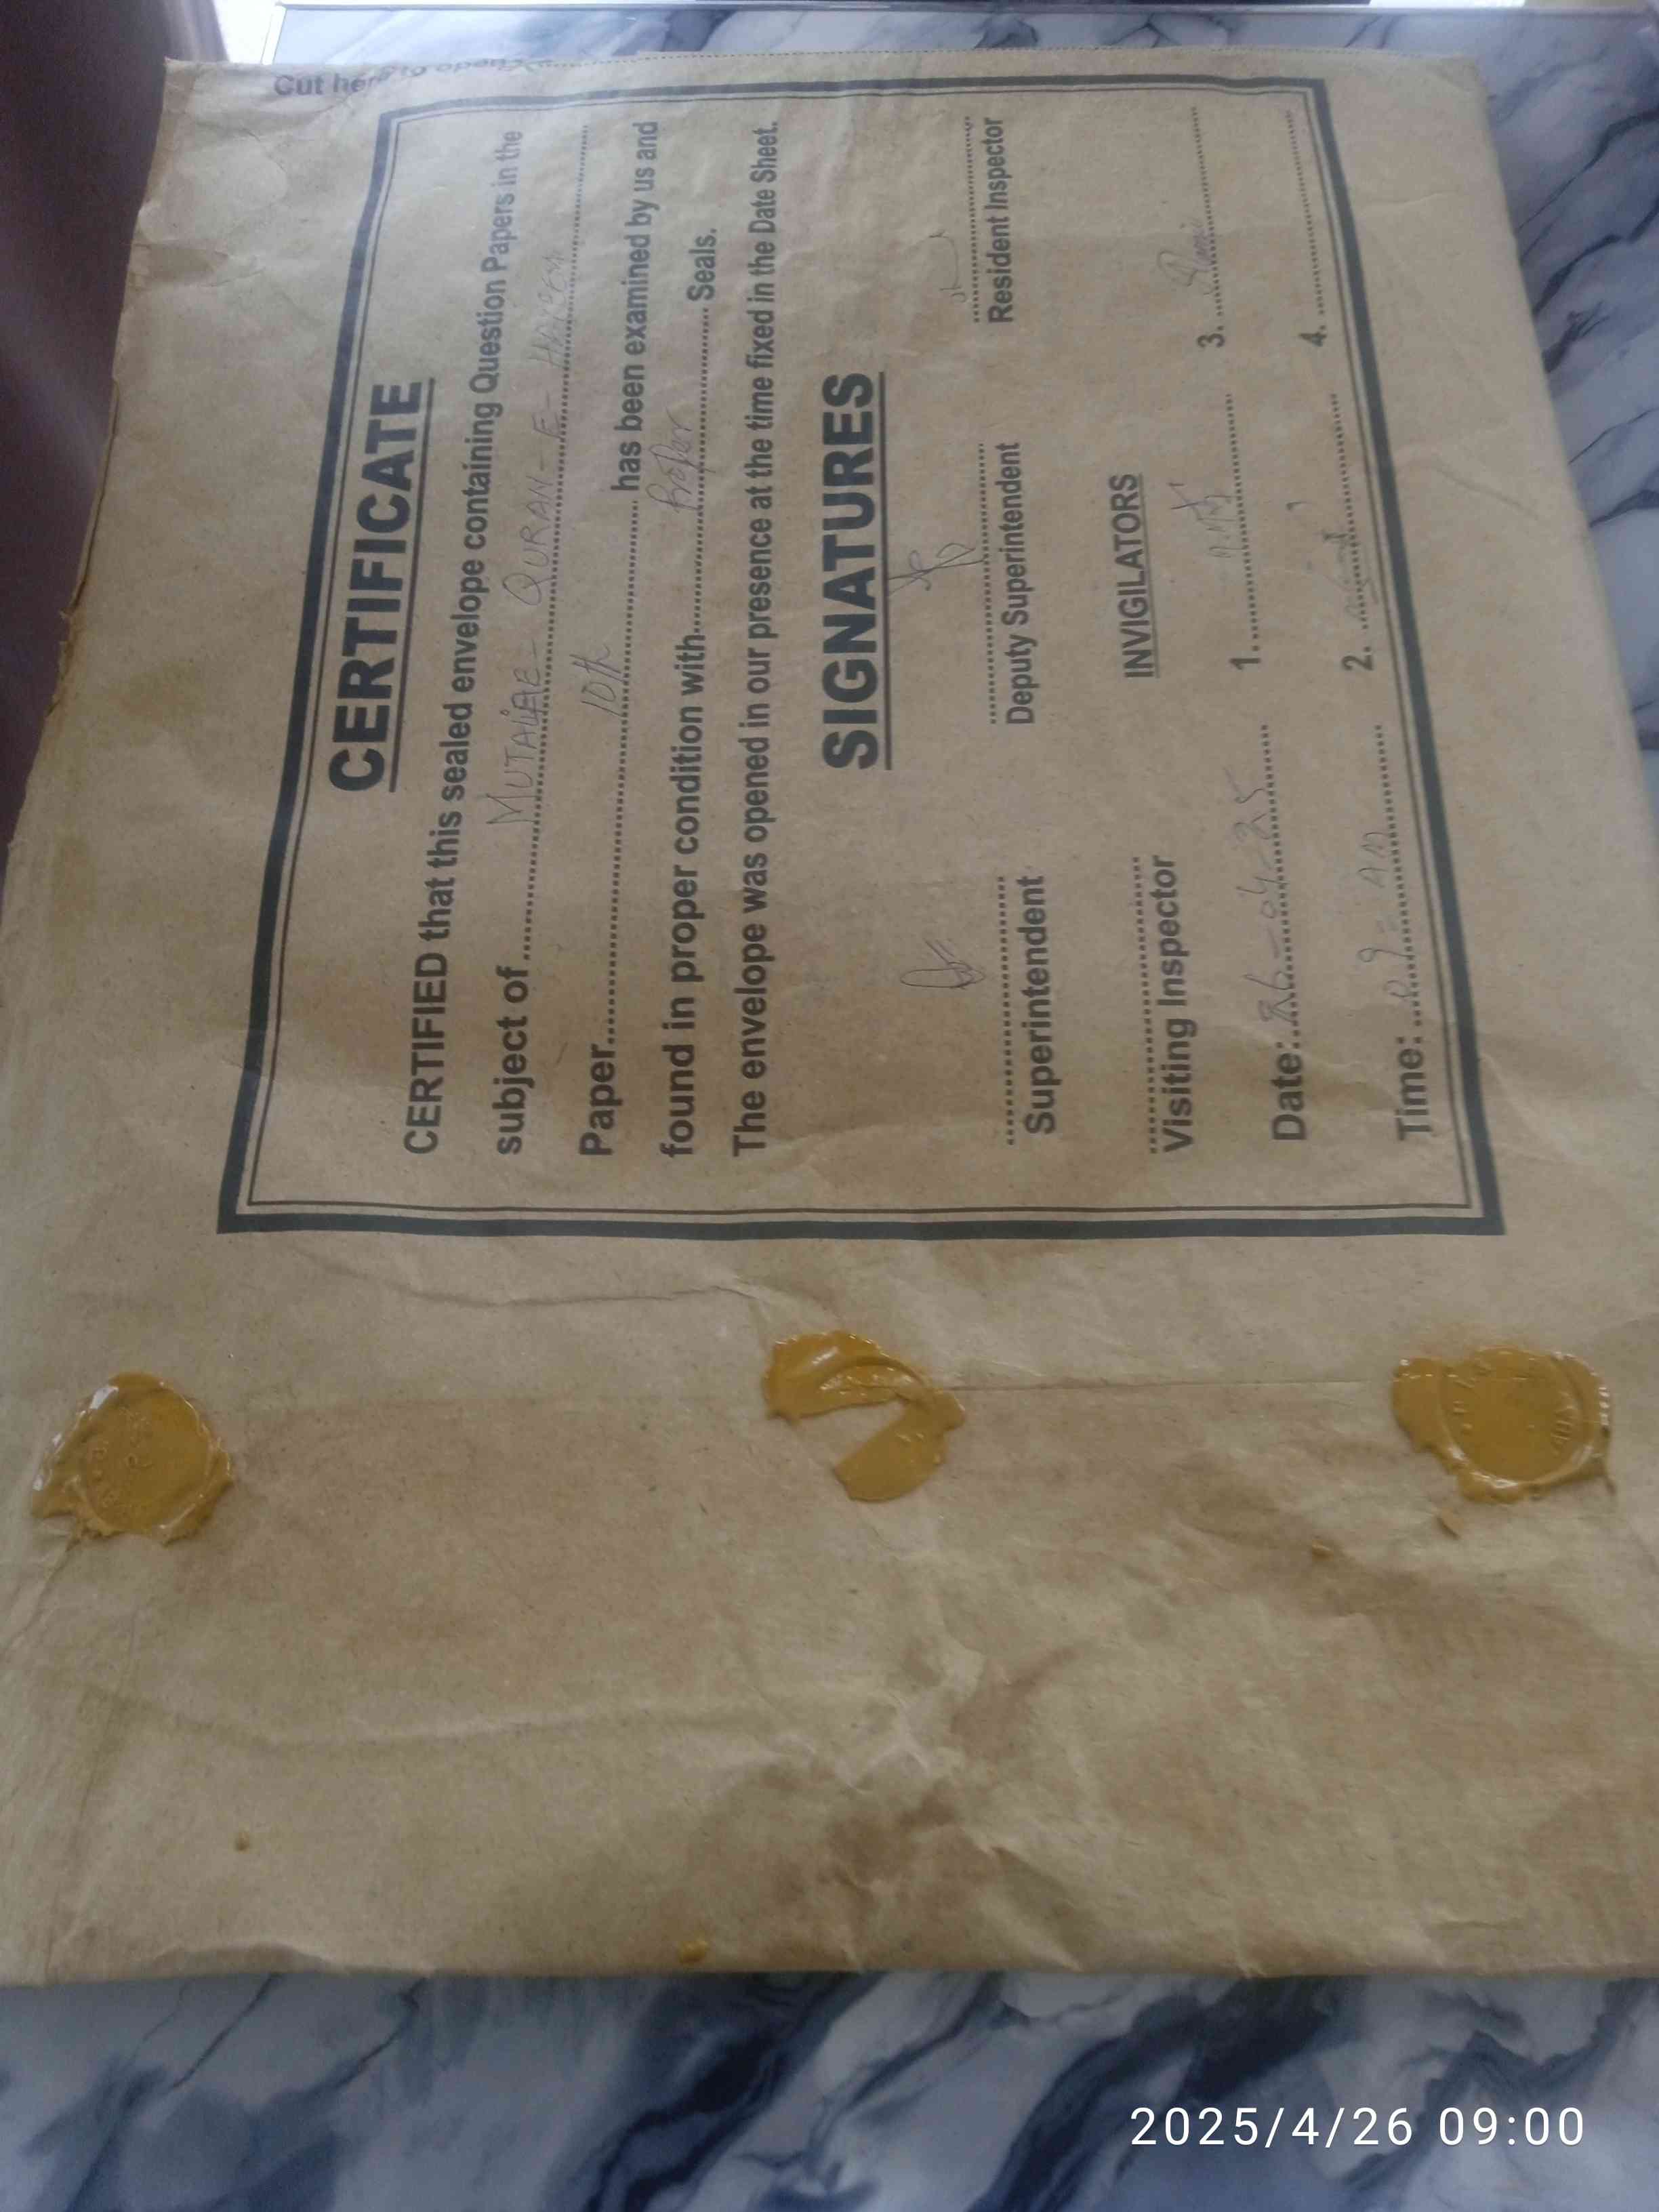 Cut here to open
CERTIFICATE
CERTIFIED that this sealed envelope containing Question Papers in the
subject of MUTALAE - QURAN - E - HAKEEM
Paper 10th has been examined by us and
found in proper condition with Proper Seals.
The envelope was opened in our presence at the time fixed in the Date Sheet.
SIGNATURES
Superintendent Deputy Superintendent Resident Inspector
INVIGILATORS
Visiting Inspector 1. 3.
Date: 26-04-25 2. 4.
Time: 09 = AM
2025/4/26 09:00